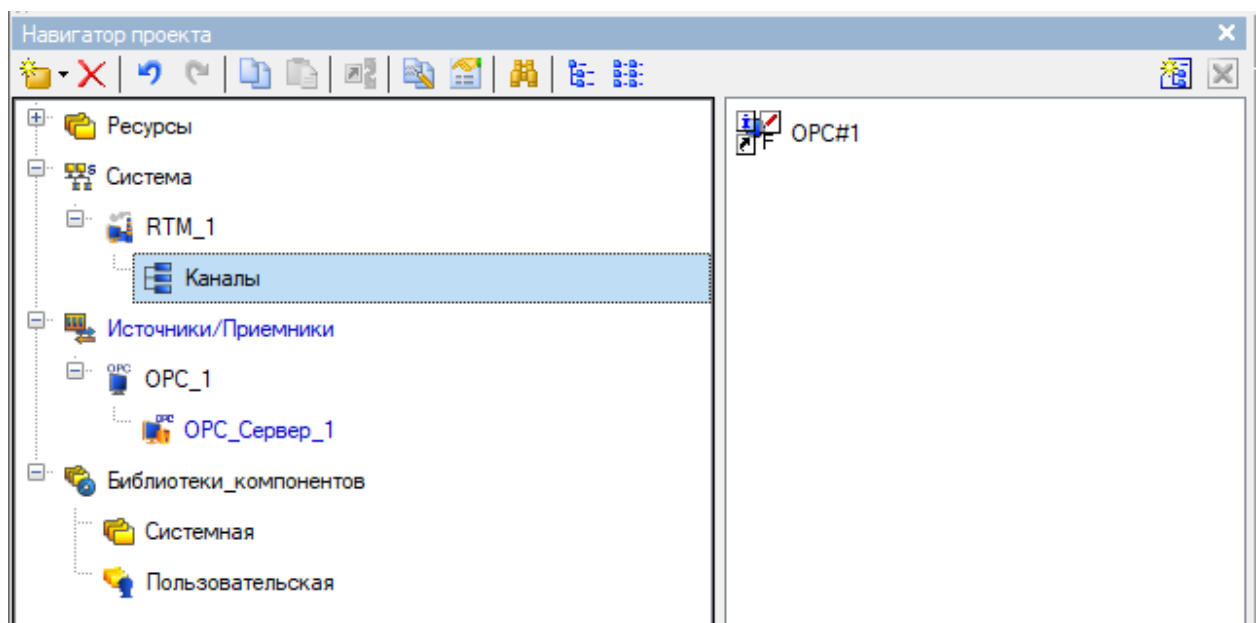 Навигатор проекта
Ресурсы
OPC#1
Система
RTM_1
Каналы
Источники/Приемники
OPC_1
OPC_Сервер_1
Библиотеки_компонентов
Системная
Пользовательская